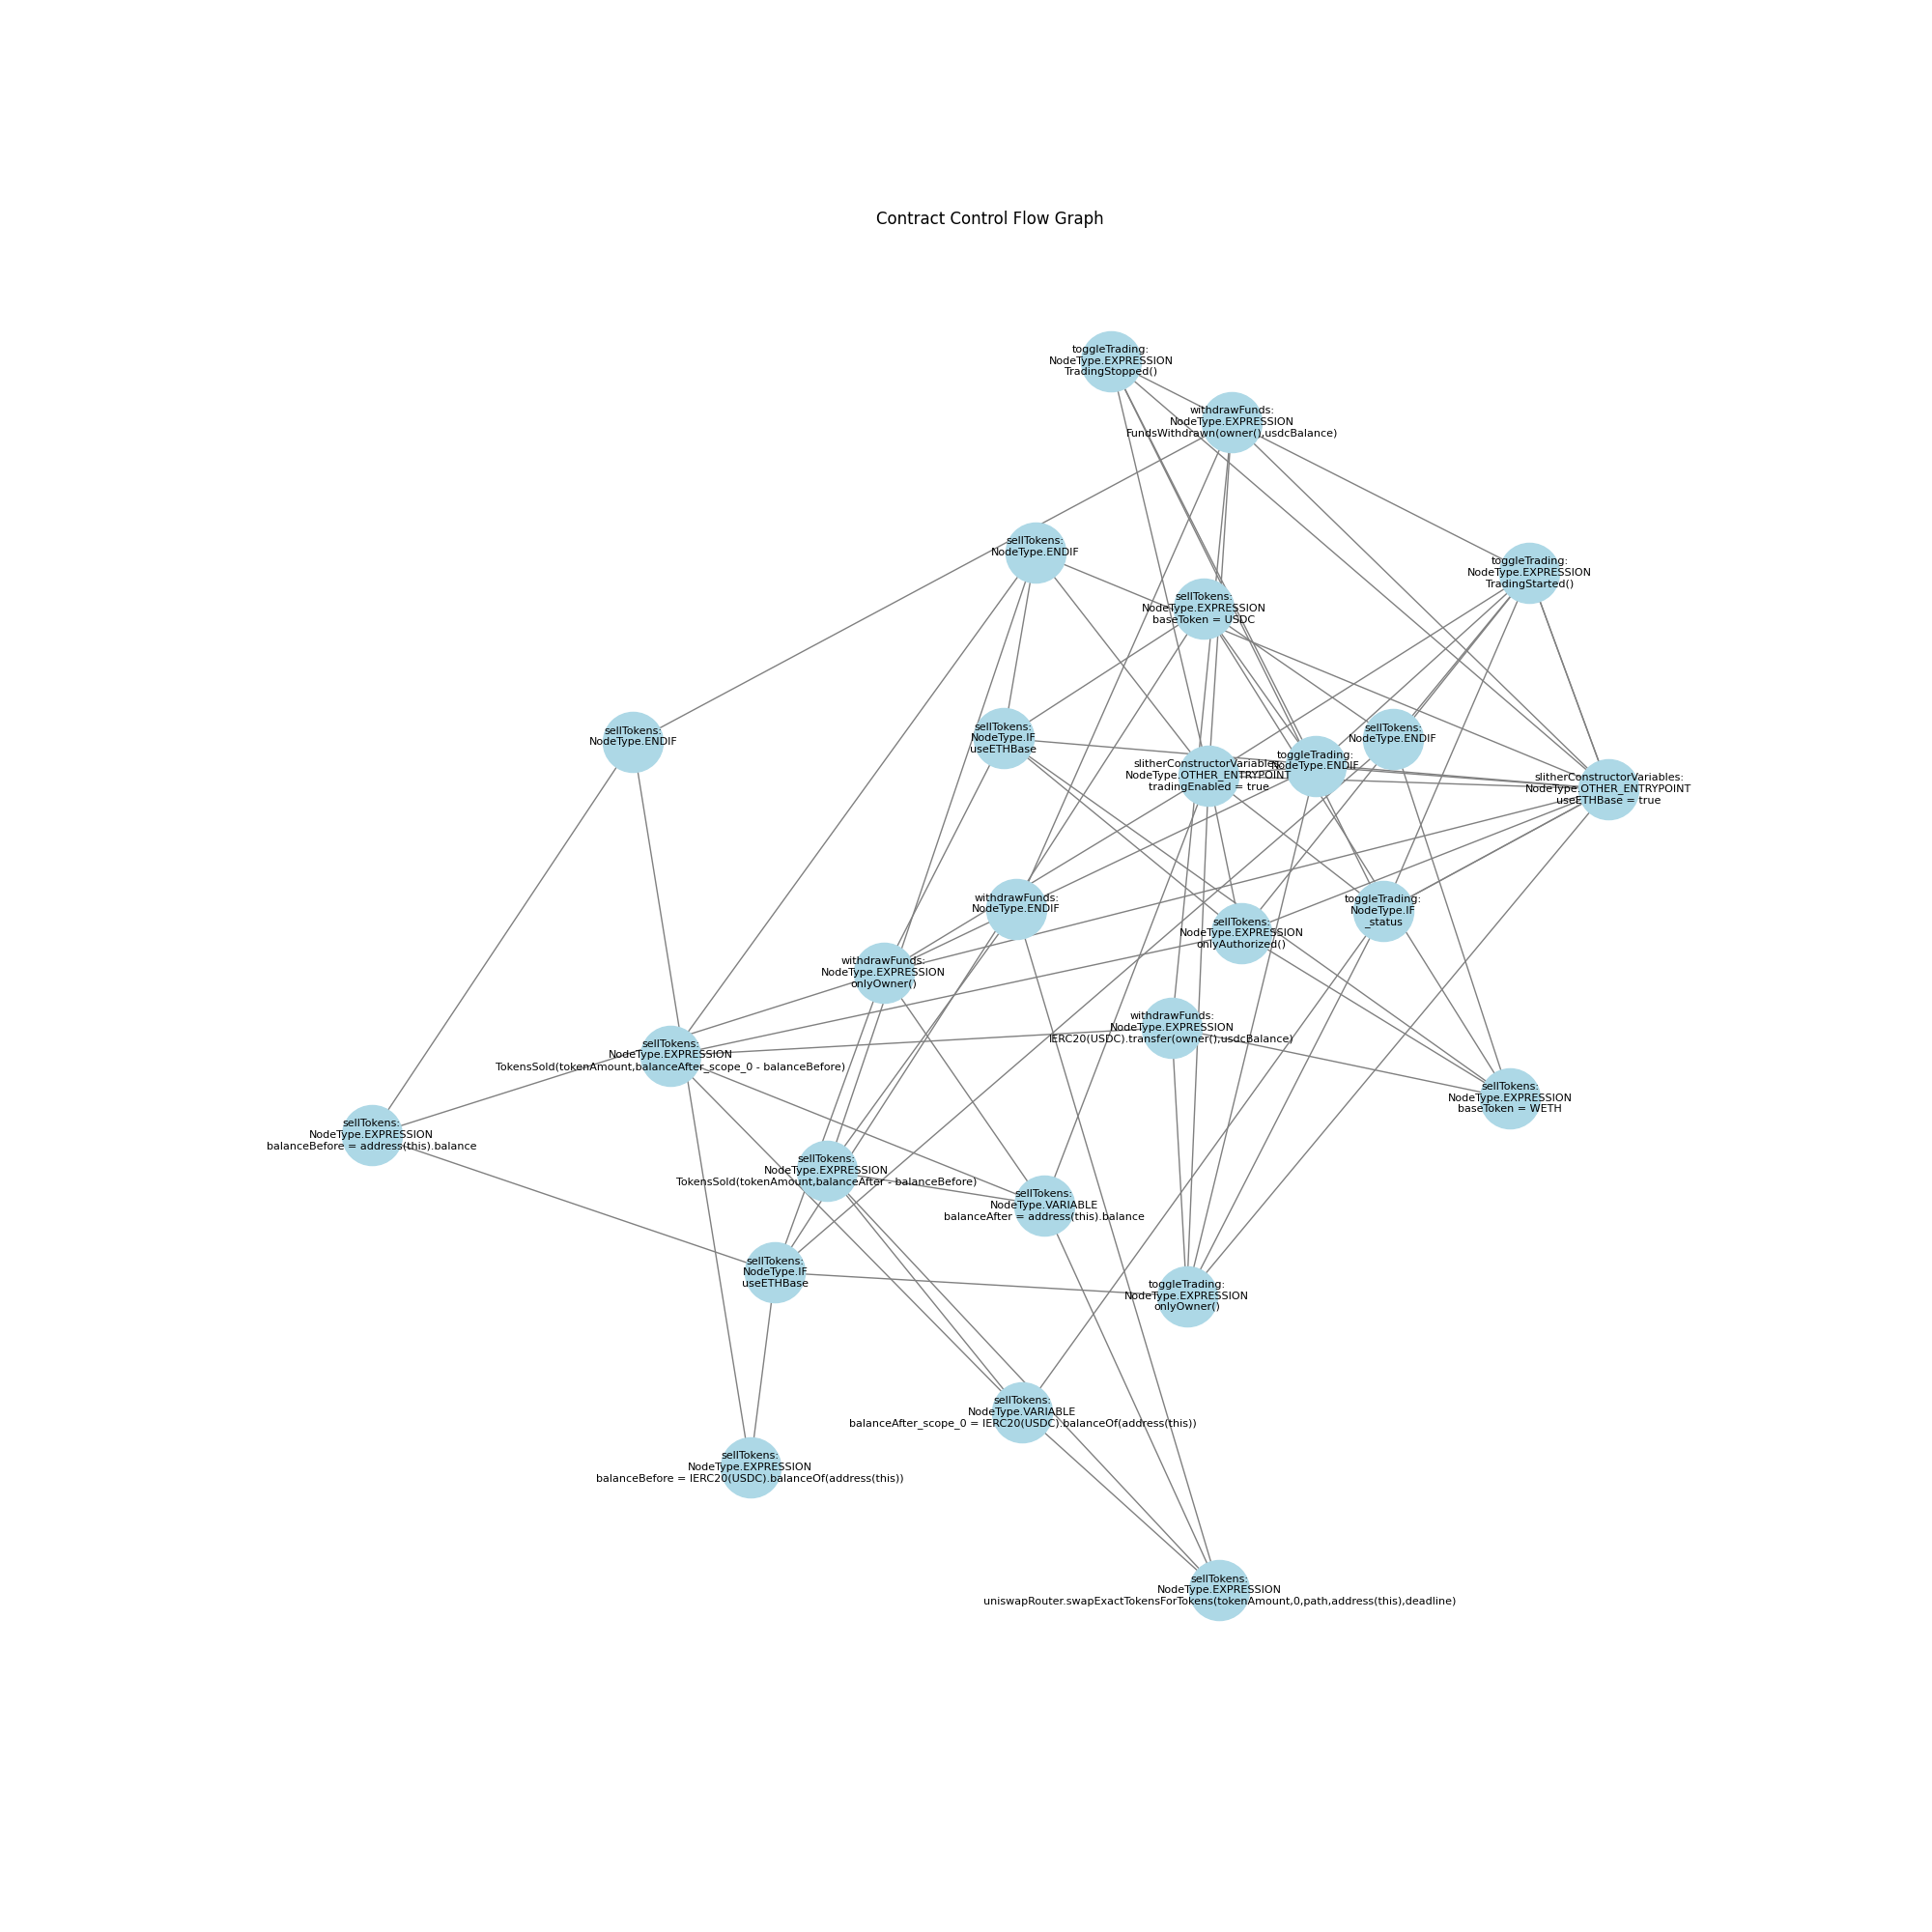 Contract Control Flow Graph
toggleTrading:
NodeType.EXPRESSION
TradingStopped()
withdrawFunds:
NodeType.EXPRESSION
FundsWithdrawn(owner(),usdcBalance)
sellTokens:
NodeType.ENDIF
toggleTrading:
NodeType.EXPRESSION
TradingStarted()
sellTokens:
NodeType.EXPRESSION
baseToken = USDC
sellTokens:
NodeType.ENDIF
sellTokens:
NodeType.IF
useETHBase
sellTokens:
NodeType.ENDIF
slitherConstructorVariables:
NodeType.OTHER_ENTRYPOINT
tradingEnabled = true
toggleTrading:
NodeType.ENDIF
slitherConstructorVariables:
NodeType.OTHER_ENTRYPOINT
useETHBase = true
withdrawFunds:
NodeType.ENDIF
toggleTrading:
NodeType.IF
_status
sellTokens:
NodeType.EXPRESSION
onlyAuthorized()
withdrawFunds:
NodeType.EXPRESSION
onlyOwner()
withdrawFunds:
NodeType.EXPRESSION
IERC20(USDC).transfer(owner(),usdcBalance)
sellTokens:
NodeType.EXPRESSION
TokensSold(tokenAmount,balanceAfter_scope_0 - balanceBefore)
sellTokens:
NodeType.EXPRESSION
baseToken = WETH
sellTokens:
NodeType.EXPRESSION
balanceBefore = address(this).balance
sellTokens:
NodeType.EXPRESSION
TokensSold(tokenAmount,balanceAfter - balanceBefore)
sellTokens:
NodeType.VARIABLE
balanceAfter = address(this).balance
sellTokens:
NodeType.IF
useETHBase
toggleTrading:
NodeType.EXPRESSION
onlyOwner()
sellTokens:
NodeType.VARIABLE
balanceAfter_scope_0 = IERC20(USDC).balanceOf(address(this))
sellTokens:
NodeType.EXPRESSION
balanceBefore = IERC20(USDC).balanceOf(address(this))
sellTokens:
NodeType.EXPRESSION
uniswapRouter.swapExactTokensForTokens(tokenAmount,0,path,address(this),deadline)